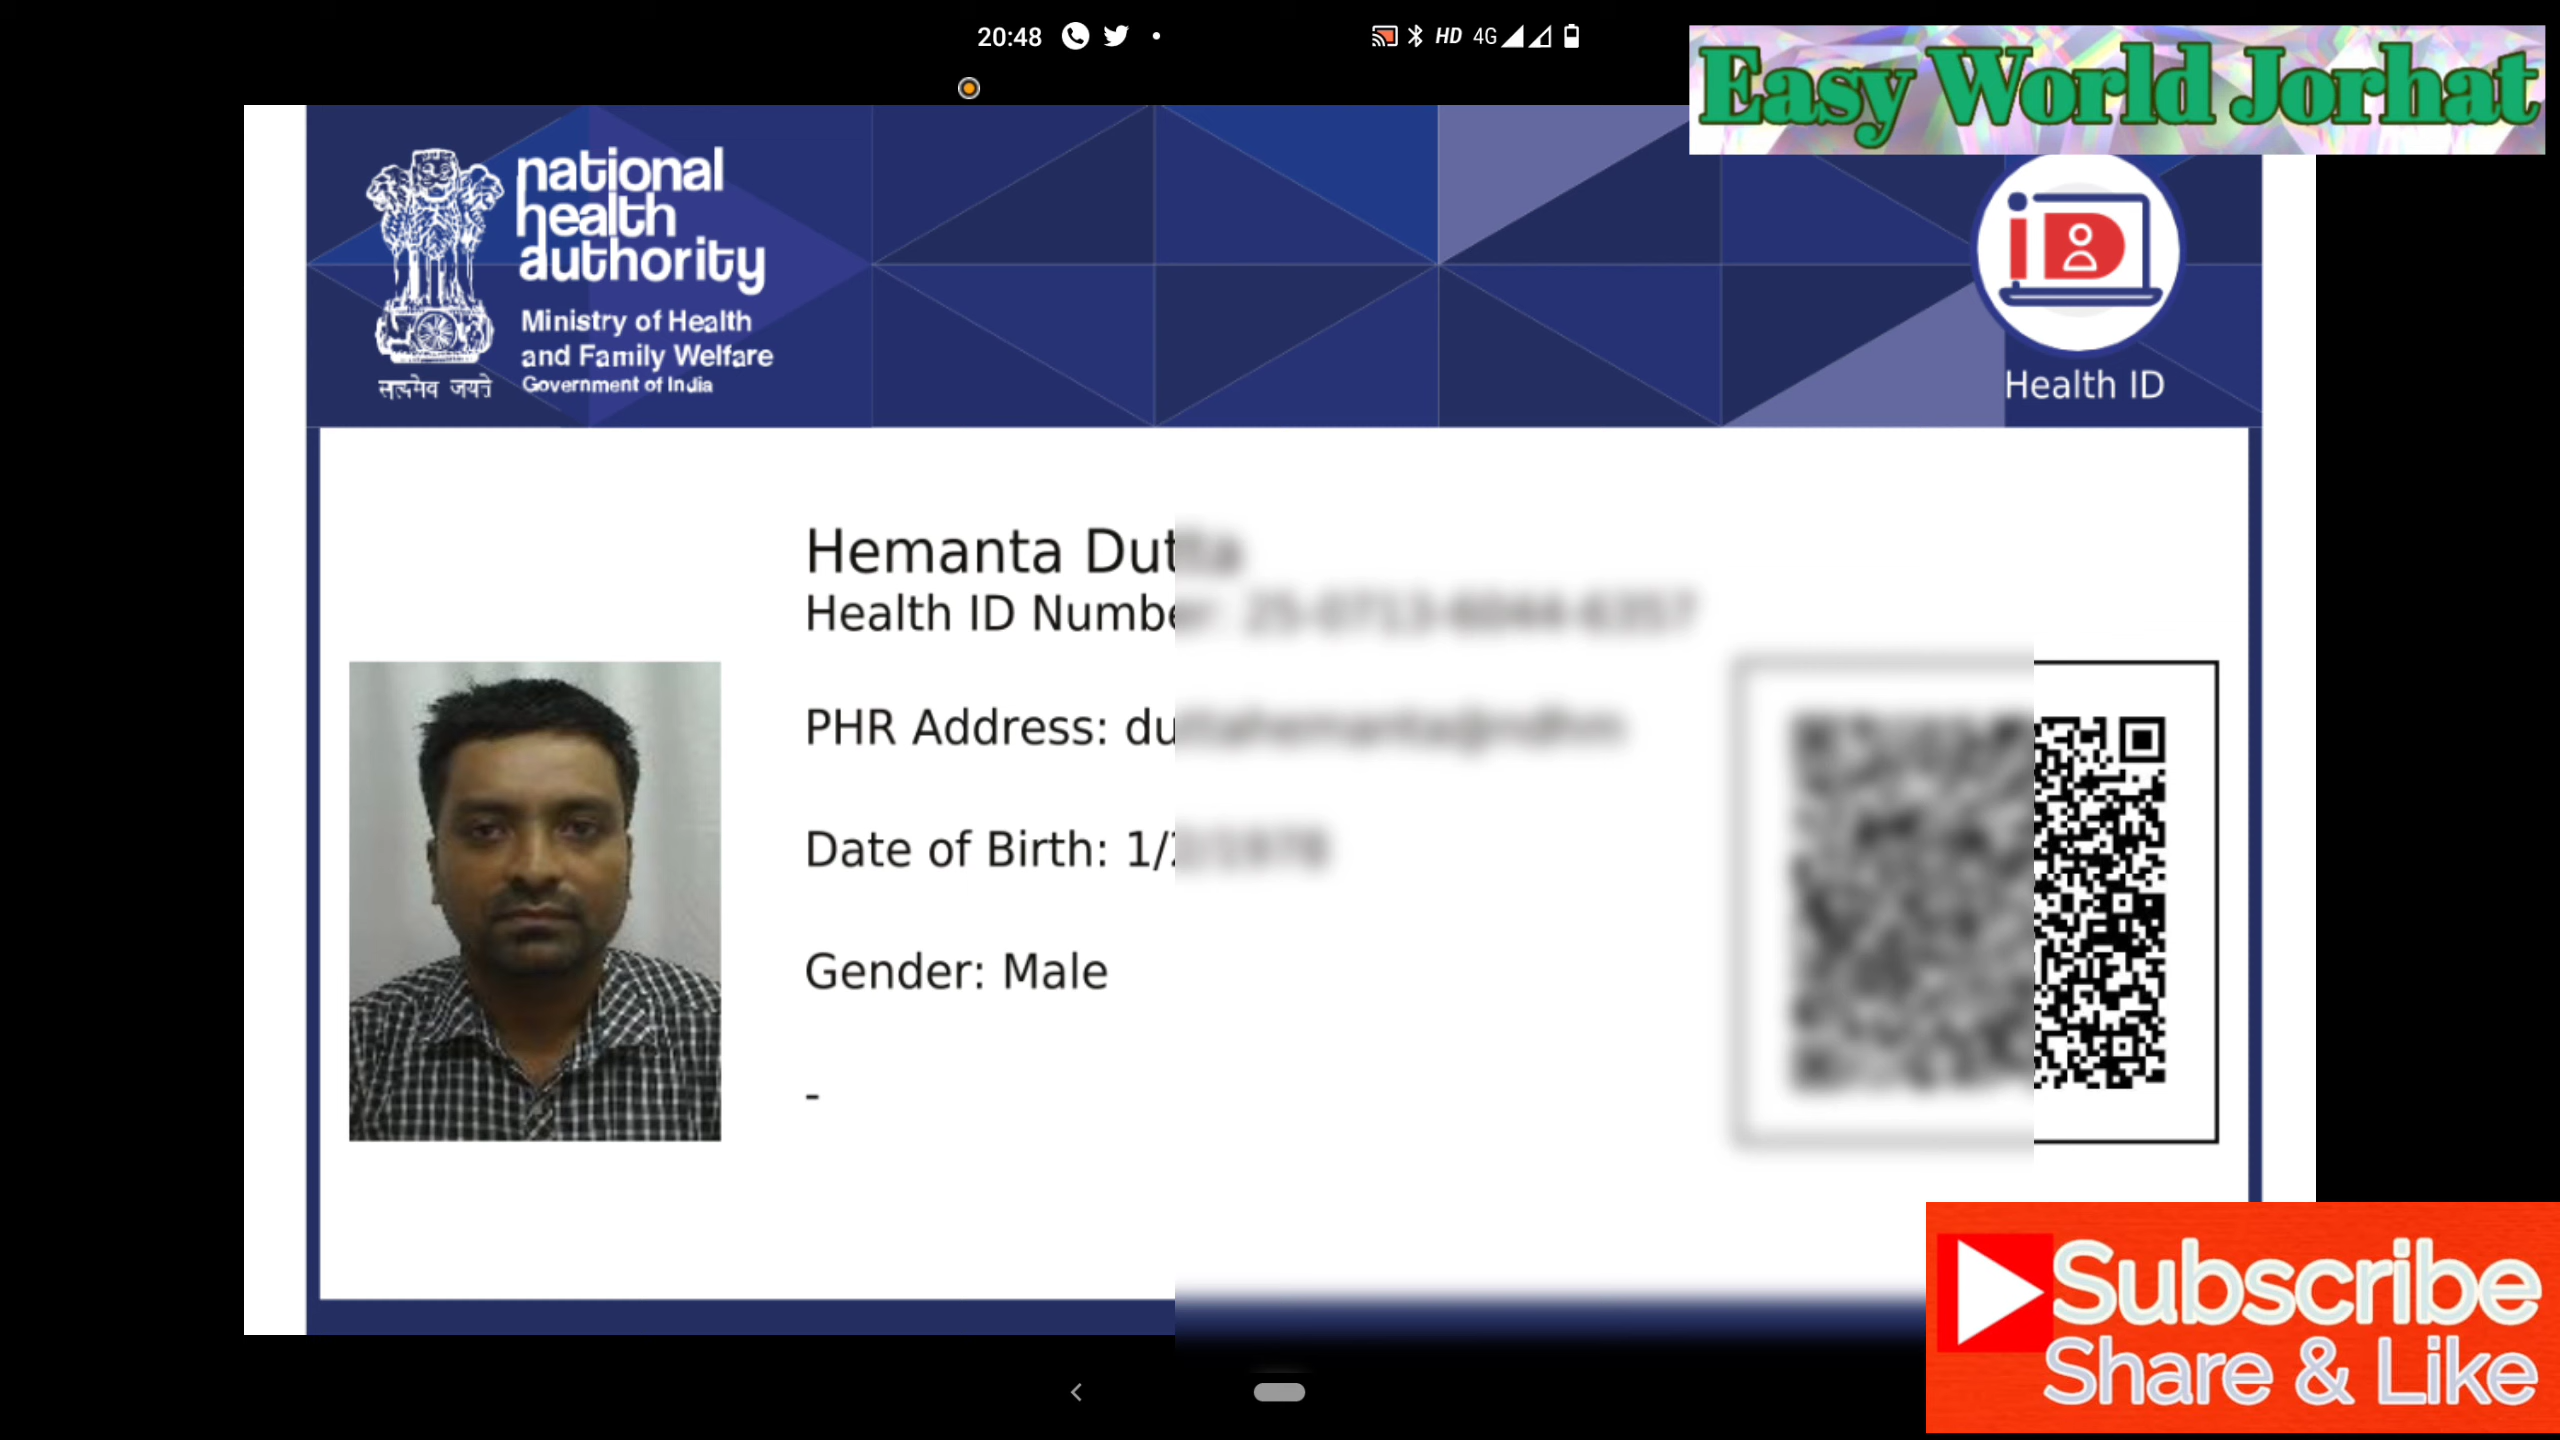 20:48
HD 4G
Easy World Jorhat
national
health
authority
Ministry of Health
and Family Welfare
Government of India
सत्यमेव जयते
iD
Health ID
Hemanta Dut
Health ID Numbe
PHR Address: du
Date of Birth: 1/
Gender: Male
-
Subscribe
Share & Like